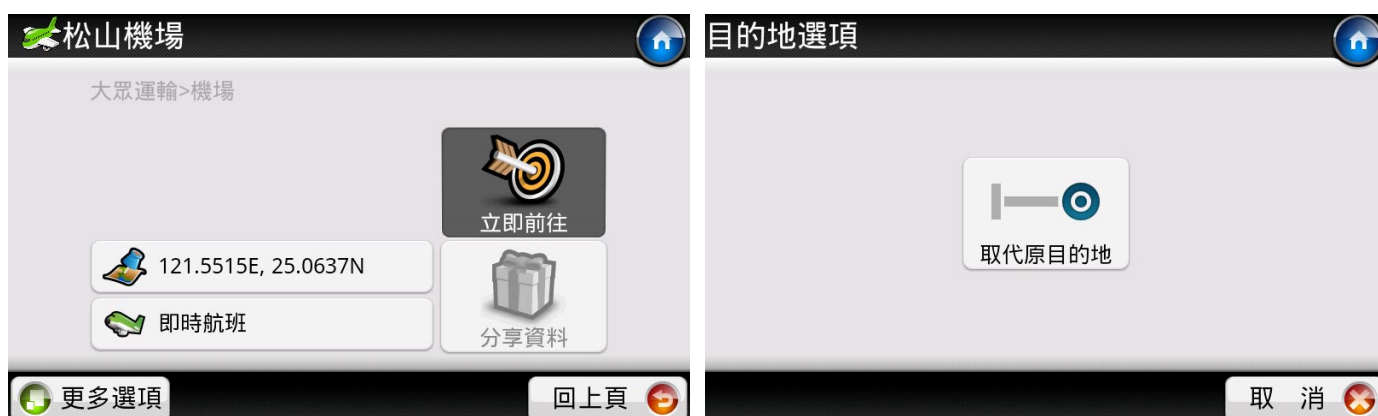 松山機場
大眾運輸>機場
立即前往
121.5515E, 25.0637N
即時航班
分享資料
更多選項
回上頁
目的地選項
取代原目的地
取 消